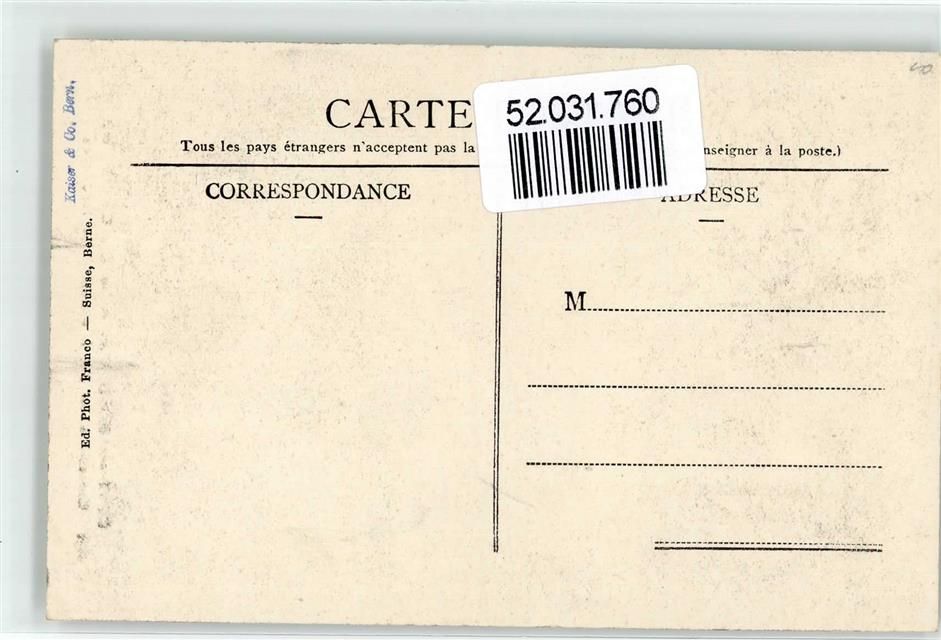 CARTE
52.031.760
Tous les pays étrangers n'acceptent pas la
nseigner à la poste.)
CORRESPONDANCE
ADRESSE
M
Kaiser & Co. Bern.
Ed. Phot. Franco — Suisse, Berne.